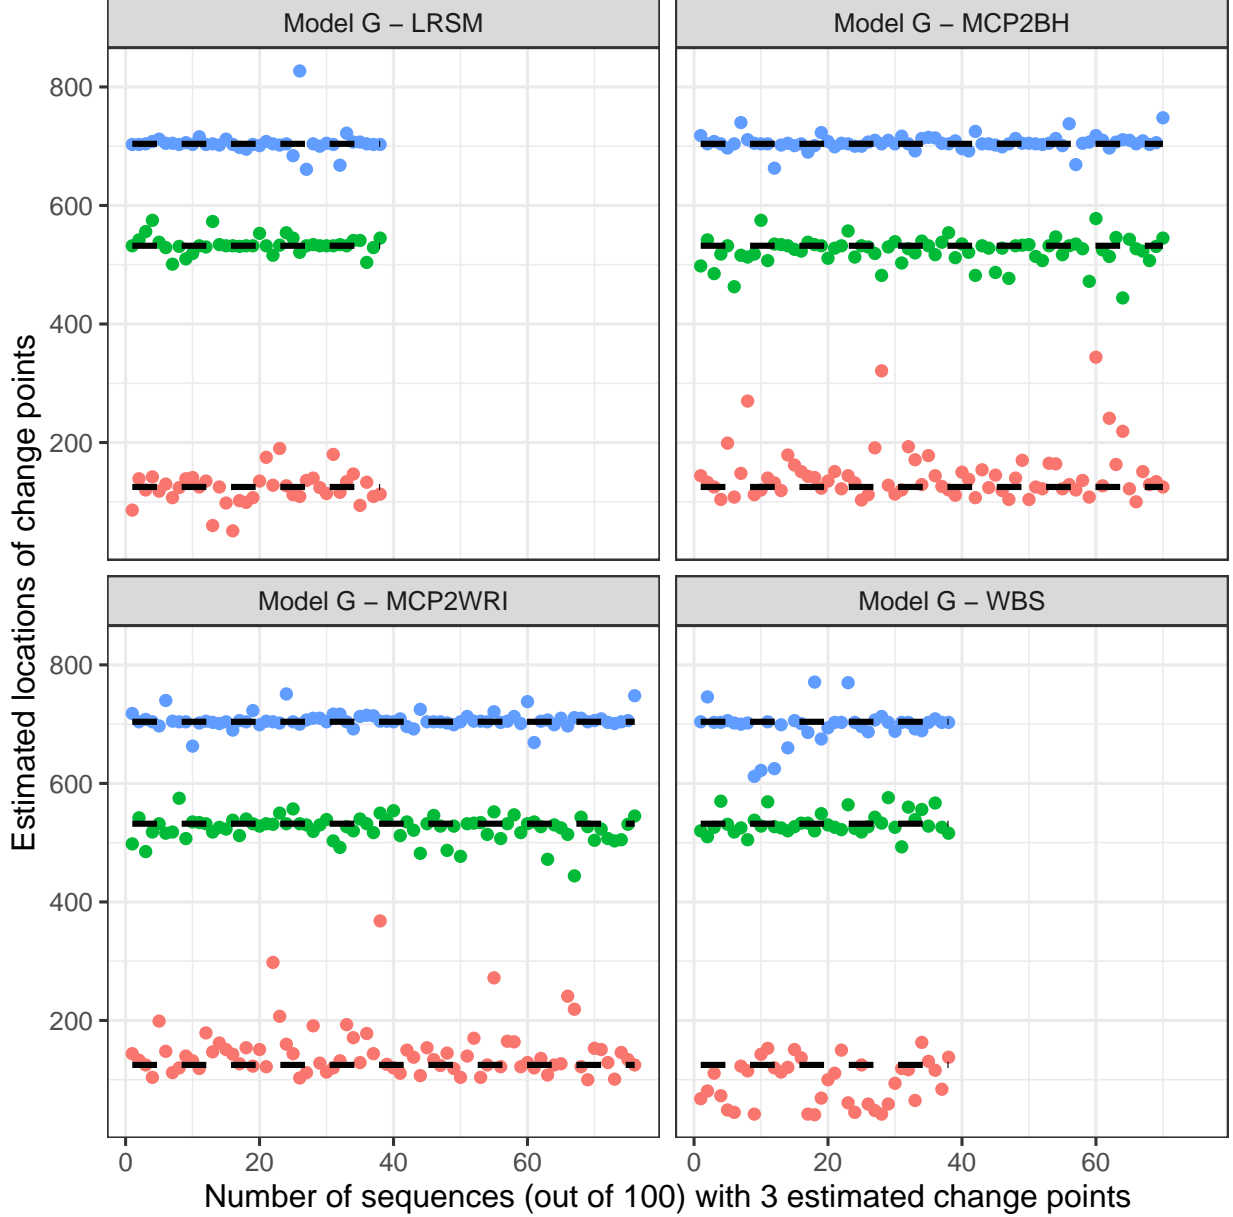 Model G – LRSM
Model G – MCP2BH
800
600
400
200
Model G – MCP2WRI
Model G – WBS
800
600
400
200
0
20
40
60
0
20
40
60
Estimated locations of change points
Number of sequences (out of 100) with 3 estimated change points